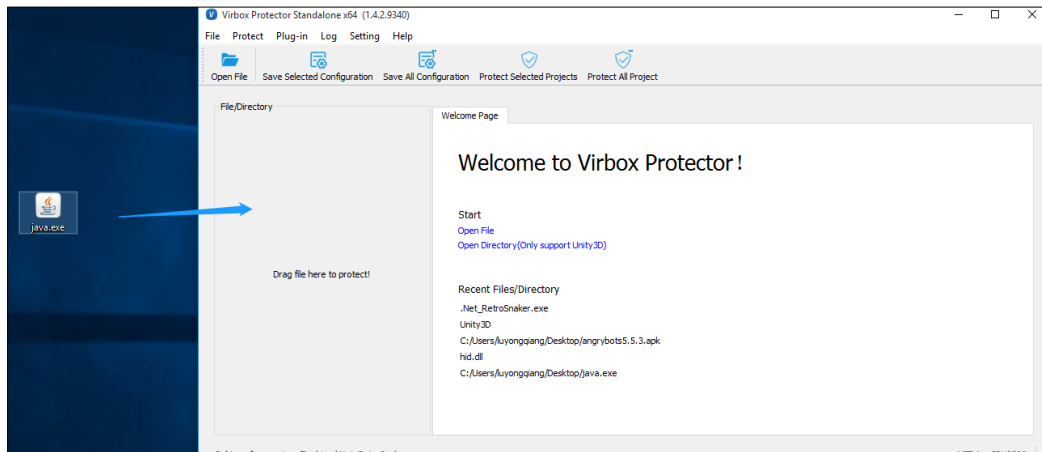 Virbox Protector Standalone x64 (1.4.2.9340)
File Protect Plug-in Log Setting Help
Open File Save Selected Configuration Save All Configuration Protect Selected Projects Protect All Project
File/Directory
Welcome Page
Welcome to Virbox Protector!
java.exe
Start
Open File
Open Directory(Only support Unity3D)
Drag file here to protect!
Recent Files/Directory
.Net_RetroSnaker.exe
Unity3D
C:/Users/luyongqiang/Desktop/angrybots5.5.3.apk
hid.dll
C:/Users/luyongqiang/Desktop/java.exe